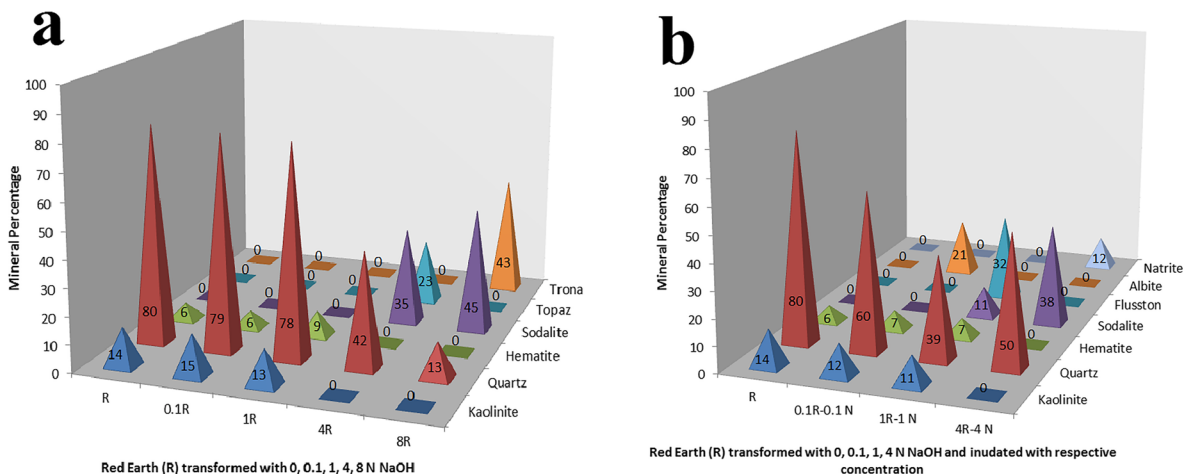 a
100
90
80
70
60
50
40
30
20
10
0
Mineral Percentage
0 0 0 0 43
0 0 0 23 0
0 0 0 35 45
6 6 9 0 0
80 79 78 42 13
14 15 13 0 0
R
0.1R
1R
4R
8R
Trona
Topaz
Sodalite
Hematite
Quartz
Kaolinite
Red Earth (R) transformed with 0, 0.1, 1, 4, 8 N NaOH
b
100
90
80
70
60
50
40
30
20
10
0
Mineral Percentage
0 0 0 12
0 21 0 0
0 0 32 0
0 0 11 38
6 7 7 0
80 60 39 50
14 12 11 0
R
0.1R-0.1 N
1R-1 N
4R-4 N
Natrite
Albite
Flusston
Sodalite
Hematite
Quartz
Kaolinite
Red Earth (R) transformed with 0, 0.1, 1, 4 N NaOH and inudated with respective
concentration